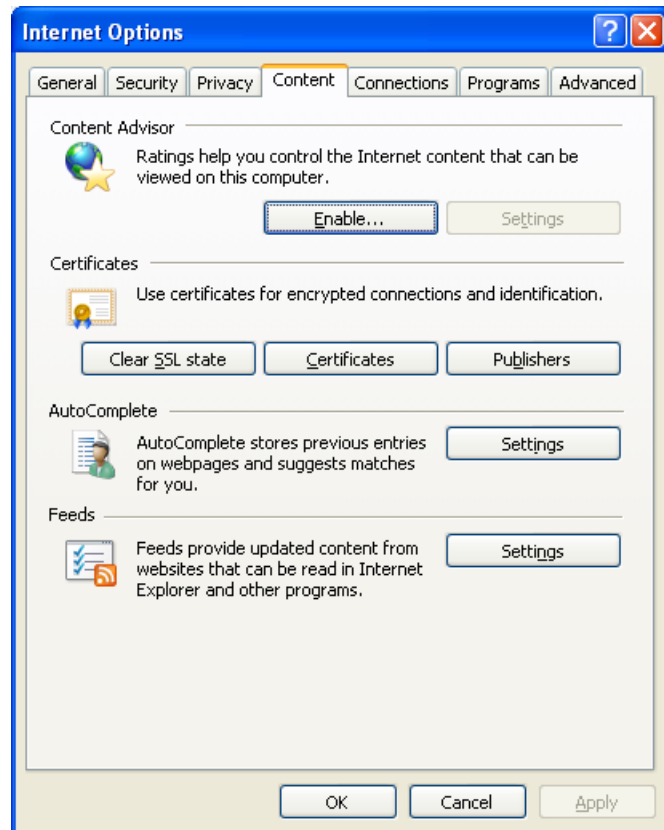 Internet Options
General Security Privacy Content Connections Programs Advanced
Content Advisor
Ratings help you control the Internet content that can be
viewed on this computer.
Enable... Settings
Certificates
Use certificates for encrypted connections and identification.
Clear SSL state Certificates Publishers
AutoComplete
AutoComplete stores previous entries
on webpages and suggests matches
for you.
Settings
Feeds
Feeds provide updated content from
websites that can be read in Internet
Explorer and other programs.
Settings
OK Cancel Apply